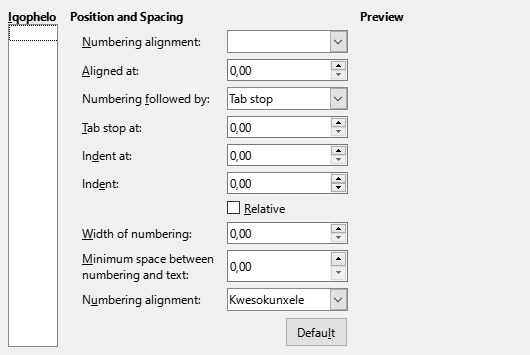 Iqophelo
Position and Spacing
Preview
Numbering alignment:
Aligned at: 0,00
Numbering followed by: Tab stop
Tab stop at: 0,00
Indent at: 0,00
Indent: 0,00
Relative
Width of numbering: 0,00
Minimum space between
numbering and text: 0,00
Numbering alignment: Kwesokunxele
Default